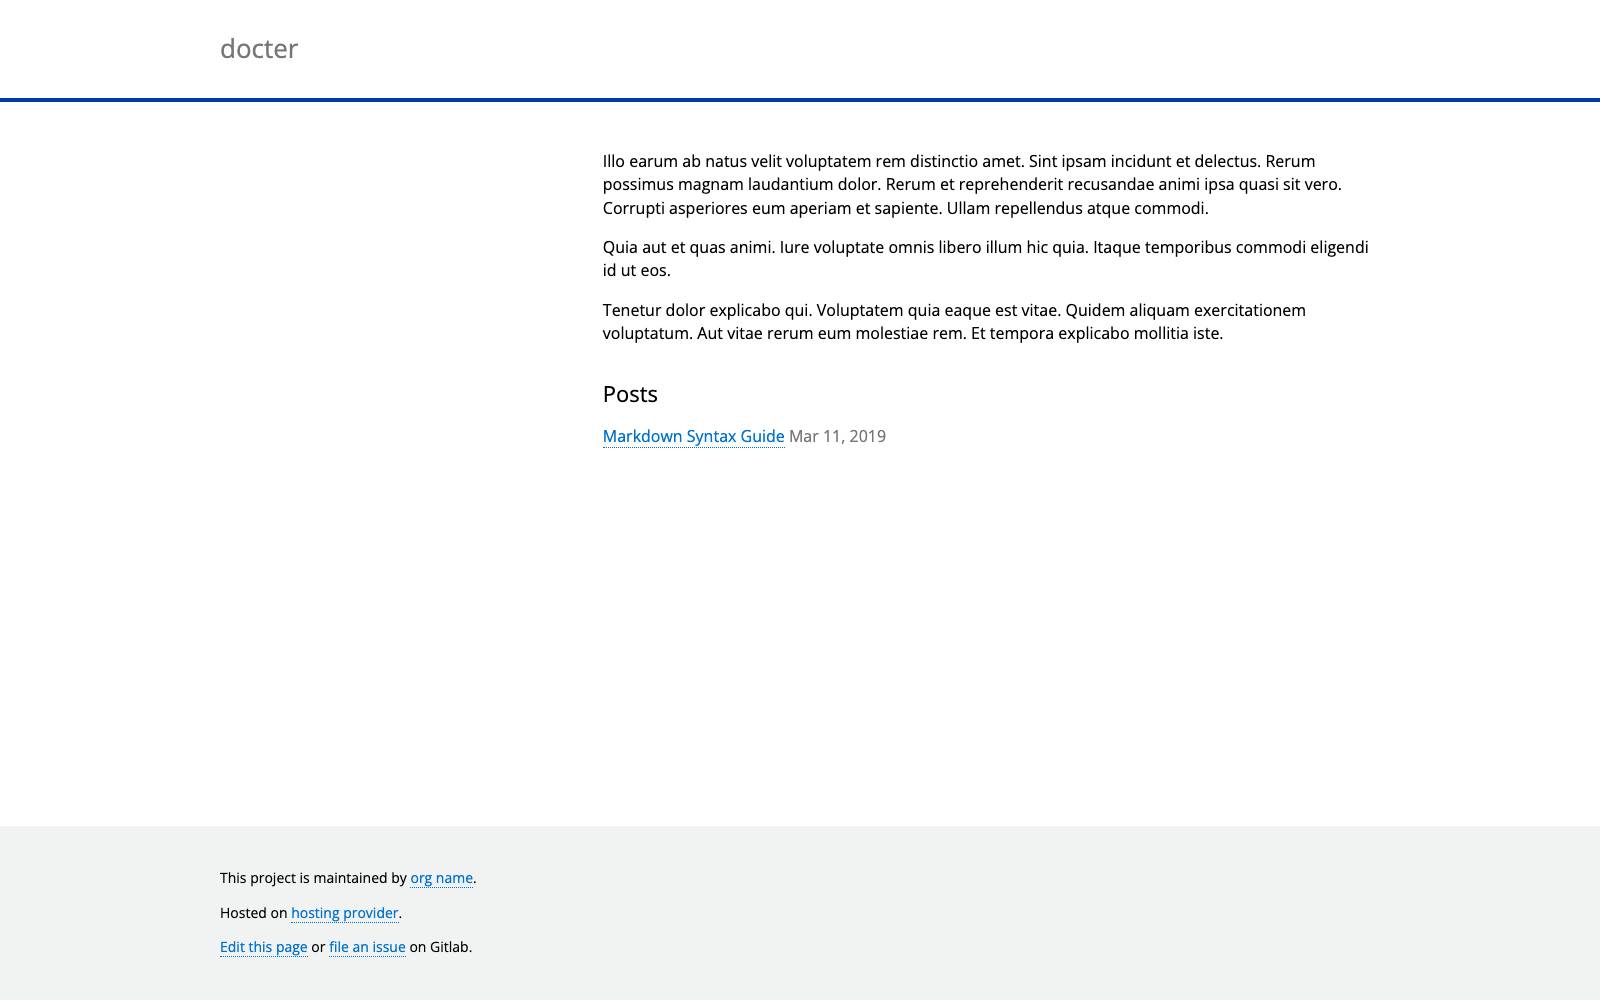 docter
Illo earum ab natus velit voluptatem rem distinctio amet. Sint ipsam incidunt et delectus. Rerum
possimus magnam laudantium dolor. Rerum et reprehenderit recusandae animi ipsa quasi sit vero.
Corrupti asperiores eum aperiam et sapiente. Ullam repellendus atque commodi.
Quia aut et quas animi. Iure voluptate omnis libero illum hic quia. Itaque temporibus commodi eligendi
id ut eos.
Tenetur dolor explicabo qui. Voluptatem quia eaque est vitae. Quidem aliquam exercitationem
voluptatum. Aut vitae rerum eum molestiae rem. Et tempora explicabo mollitia iste.
Posts
Markdown Syntax Guide Mar 11, 2019
This project is maintained by org name.
Hosted on hosting provider.
Edit this page or file an issue on Gitlab.